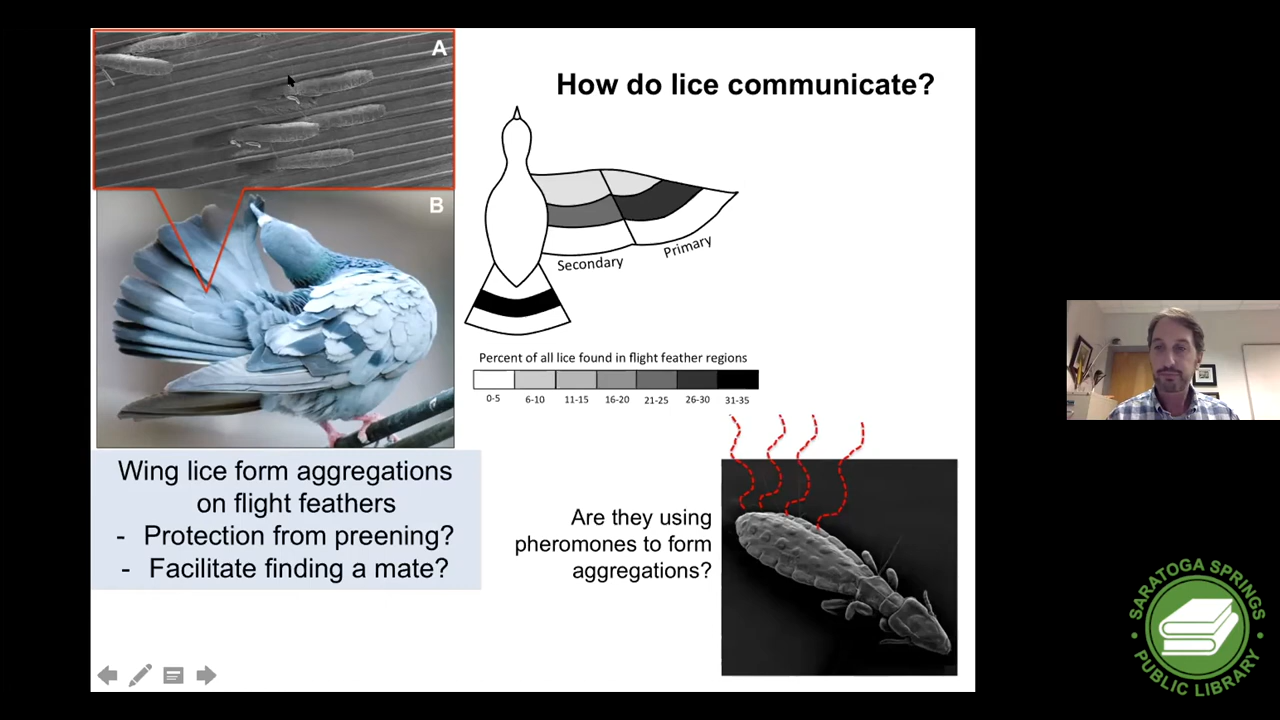 A
How do lice communicate?
B
Secondary
Primary
Percent of all lice found in flight feather regions
0-5 6-10 11-15 16-20 21-25 26-30 31-35
Wing lice form aggregations
on flight feathers
- Protection from preening?
- Facilitate finding a mate?
Are they using
pheromones to form
aggregations?
SARATOGA SPRINGS
PUBLIC LIBRARY